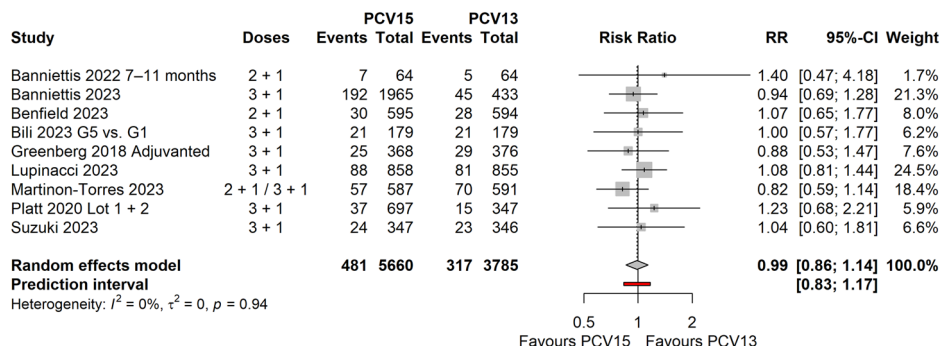 PCV15 PCV13
Study Doses Events Total Events Total Risk Ratio RR 95%-CI Weight
Banniettis 2022 7–11 months 2 + 1 7 64 5 64 1.40 [0.47; 4.18] 1.7%
Banniettis 2023 3 + 1 192 1965 45 433 0.94 [0.69; 1.28] 21.3%
Benfield 2023 2 + 1 30 595 28 594 1.07 [0.65; 1.77] 8.0%
Bili 2023 G5 vs. G1 3 + 1 21 179 21 179 1.00 [0.57; 1.77] 6.2%
Greenberg 2018 Adjuvanted 3 + 1 25 368 29 376 0.88 [0.53; 1.47] 7.6%
Lupinacci 2023 3 + 1 88 858 81 855 1.08 [0.81; 1.44] 24.5%
Martinon-Torres 2023 2 + 1 / 3 + 1 57 587 70 591 0.82 [0.59; 1.14] 18.4%
Platt 2020 Lot 1 + 2 3 + 1 37 697 15 347 1.23 [0.68; 2.21] 5.9%
Suzuki 2023 3 + 1 24 347 23 346 1.04 [0.60; 1.81] 6.6%
Random effects model 481 5660 317 3785 0.99 [0.86; 1.14] 100.0%
Prediction interval [0.83; 1.17]
Heterogeneity: I² = 0%, τ² = 0, p = 0.94
0.5 1 2
Favours PCV15 Favours PCV13